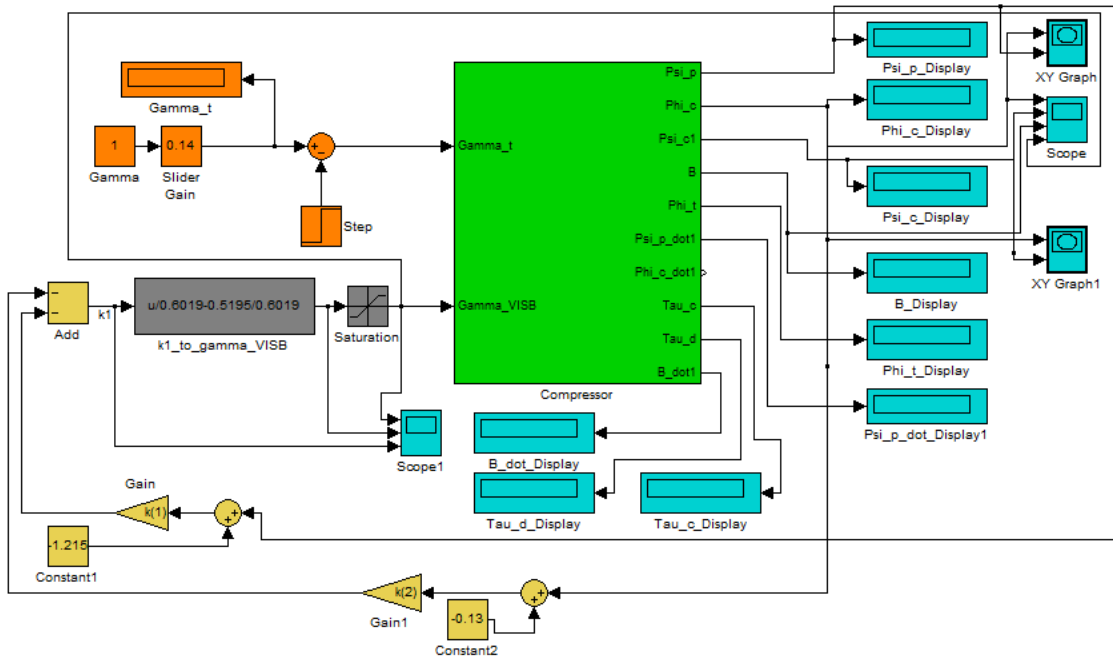 Psi_p_Display
XY Graph
Gamma_t
Phi_c_Display
Scope
1
Gamma
0.14
Slider
Gain
Step
Psi_c_Display
XY Graph1
B_Display
Phi_t_Display
Psi_p_dot_Display1
Gamma_t
Gamma_VISB
Psi_p
Phi_c
Psi_c1
B
Phi_t
Psi_p_dot1
Phi_c_dot1
Tau_c
Tau_d
B_dot1
Compressor
Add
k1
u/0.6019-0.5195/0.6019
k1_to_gamma_VISB
Saturation
Scope1
B_dot_Display
Tau_d_Display
Tau_c_Display
Gain
k(1)
-1.215
Constant1
k(2)
Gain1
-0.13
Constant2